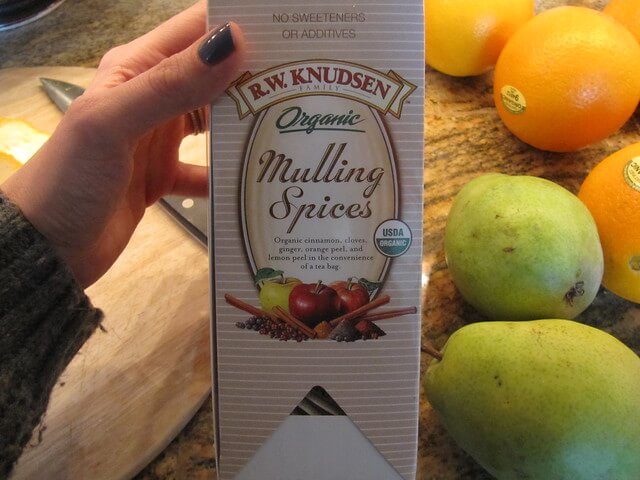 NO SWEETENERS
OR ADDITIVES
R.W. KNUDSEN
FAMILY
Organic
Mulling
Spices
USDA
ORGANIC
Organic cinnamon, cloves,
ginger, orange peel, and
lemon peel in the convenience
of a tea bag